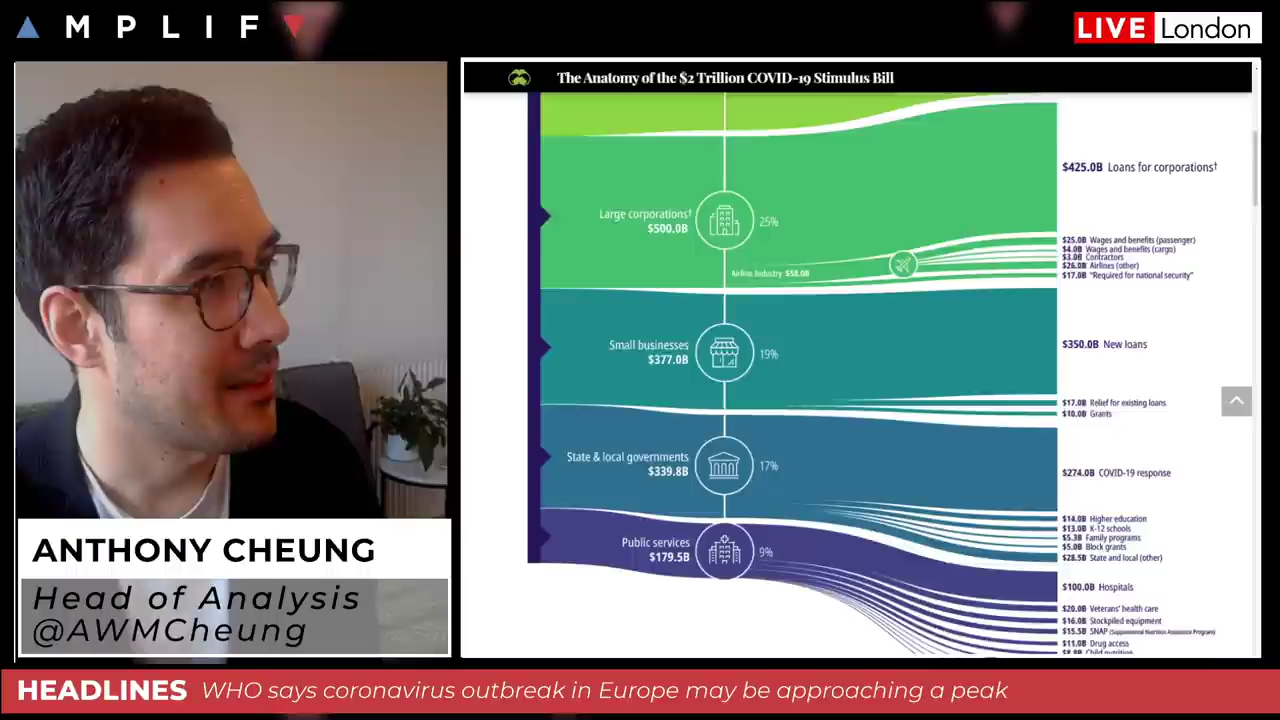 AMPLIFY
LIVE London
The Anatomy of the $2 Trillion COVID-19 Stimulus Bill
Large corporations†
$500.0B
25%
Airline Industry $58.0B
$425.0B Loans for corporations†
$25.0B Wages and benefits (passenger)
$4.0B Wages and benefits (cargo)
$3.0B Contractors
$26.0B Airlines (other)
$17.0B "Required for national security"
Small businesses
$377.0B
19%
$350.0B New loans
$17.0B Relief for existing loans
$10.0B Grants
State & local governments
$339.8B
17%
$274.0B COVID-19 response
$14.0B Higher education
$13.0B K-12 schools
$5.3B Family programs
$5.0B Block grants
$28.5B State and local (other)
Public services
$179.5B
9%
$100.0B Hospitals
$20.0B Veterans' health care
$16.0B Stockpiled equipment
$15.5B SNAP (Supplemental Nutrition Assistance Program)
$11.0B Drug access
$8.8B Child nutrition
ANTHONY CHEUNG
Head of Analysis
@AWMCheung
HEADLINES WHO says coronavirus outbreak in Europe may be approaching a peak